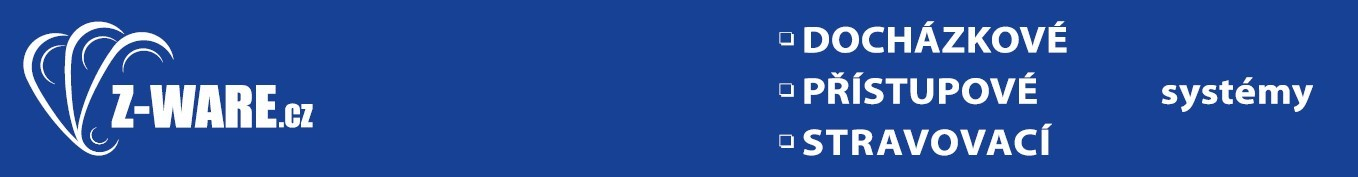 Z-WARE.cz
❏ DOCHÁZKOVÉ
❏ PŘÍSTUPOVÉ systémy
❏ STRAVOVACÍ